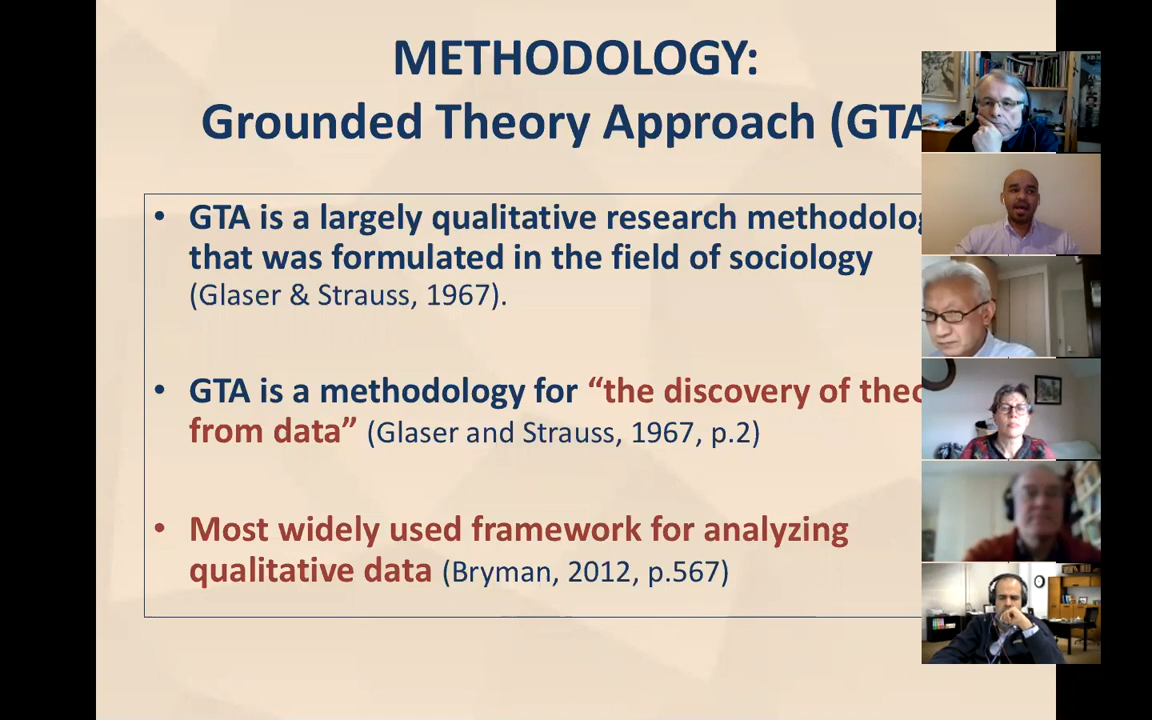 METHODOLOGY:
Grounded Theory Approach (GTA
• GTA is a largely qualitative research methodolog
that was formulated in the field of sociology
(Glaser & Strauss, 1967).
• GTA is a methodology for “the discovery of theo
from data” (Glaser and Strauss, 1967, p.2)
• Most widely used framework for analyzing
qualitative data (Bryman, 2012, p.567)